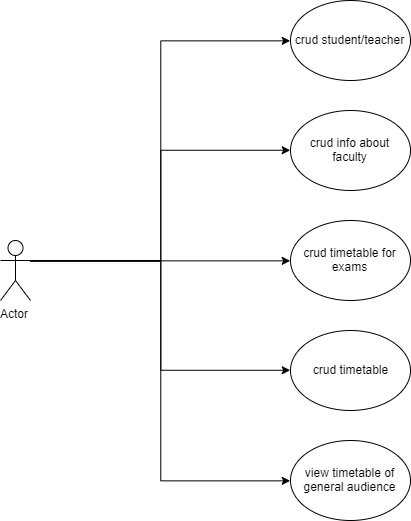 crud student/teacher
crud info about
faculty
crud timetable for
exams
Actor
crud timetable
view timetable of
general audience